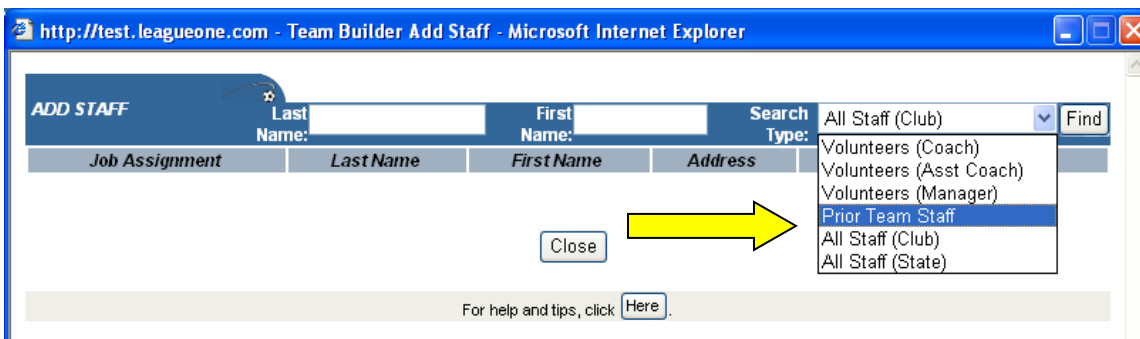 http://test.leagueone.com - Team Builder Add Staff - Microsoft Internet Explorer
ADD STAFF
Last Name:
First Name:
Search Type:
All Staff (Club)
Find
Job Assignment Last Name First Name Address
Volunteers (Coach)
Volunteers (Asst Coach)
Volunteers (Manager)
Prior Team Staff
All Staff (Club)
All Staff (State)
Close
For help and tips, click Here.